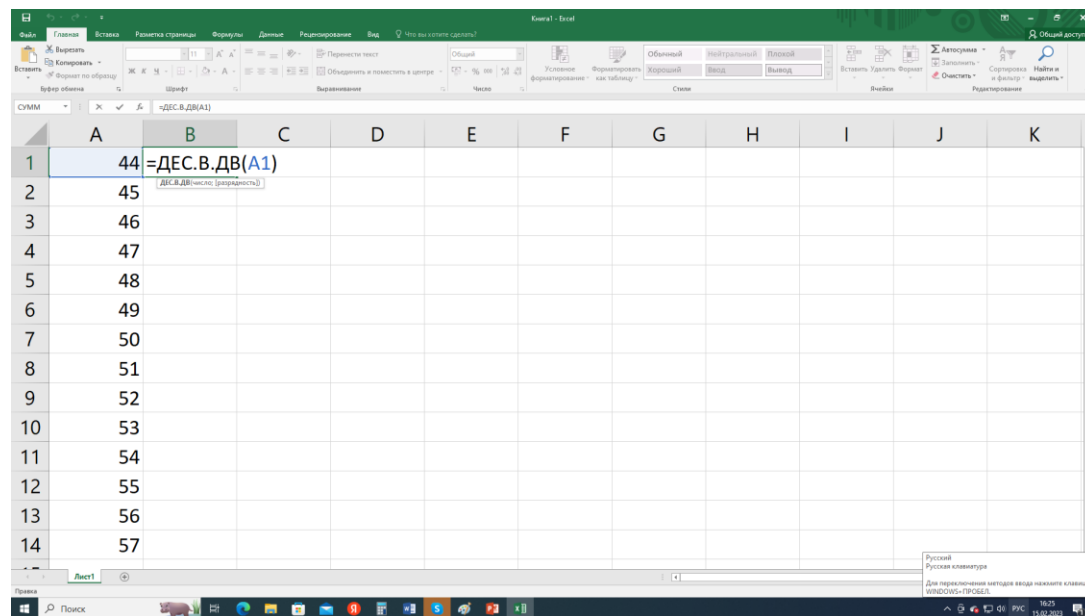 Книга1 - Excel
Файл Главная Вставка Разметка страницы Формулы Данные Рецензирование Вид Что вы хотите сделать? Общий доступ
Вставить
Вырезать
Копировать
Формат по образцу
Буфер обмена
11
Ж К Ч
Шрифт
Перенести текст
Объединить и поместить в центре
Выравнивание
Общий
% 000
Число
Условное форматирование
Форматировать как таблицу
Обычный Нейтральный Плохой
Хороший Ввод Вывод
Стили
Вставить Удалить Формат
Ячейки
Автосумма
Заполнить
Очистить
Сортировка и фильтр
Найти и выделить
Редактирование
СУММ fx =ДЕС.В.ДВ(A1)
A B C D E F G H I J K
1 44 =ДЕС.В.ДВ(A1)
ДЕС.В.ДВ(число; [разрядность])
2 45
3 46
4 47
5 48
6 49
7 50
8 51
9 52
10 53
11 54
12 55
13 56
14 57
Русский
Русская клавиатура
Для переключения методов ввода нажмите
WINDOWS+ПРОБЕЛ.
Лист1
Правка
Поиск
РУС
16:25
15.02.2023